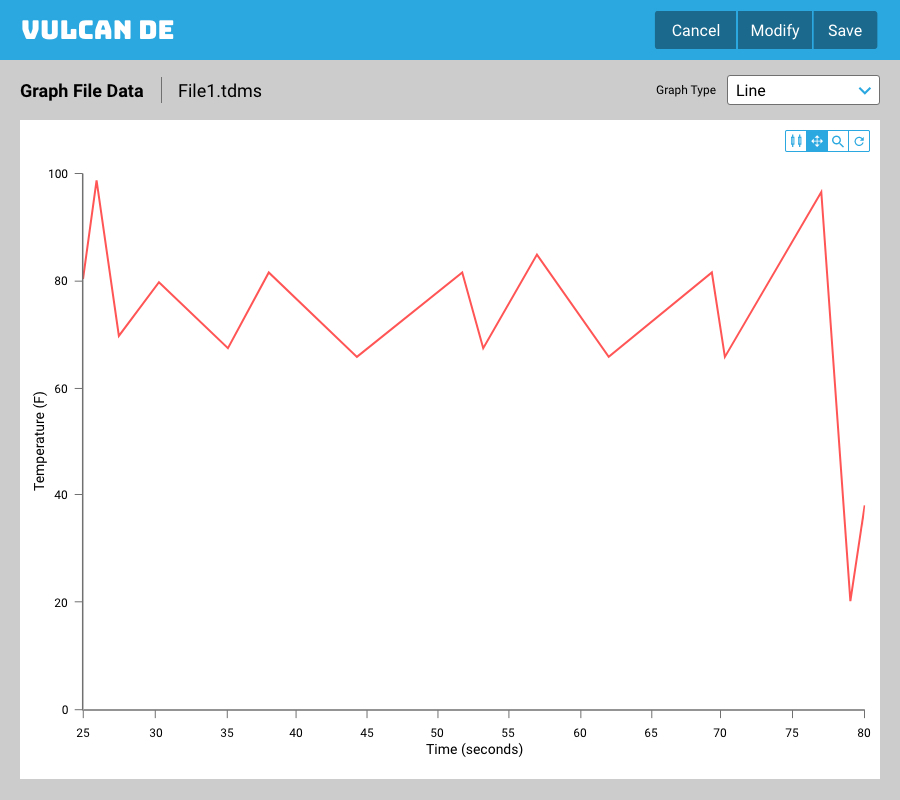 VULCAN DE
Cancel
Modify
Save
Graph File Data
File1.tdms
Graph Type
Line
100
80
60
40
20
0
Temperature (F)
25 30 35 40 45 50 55 60 65 70 75 80
Time (seconds)